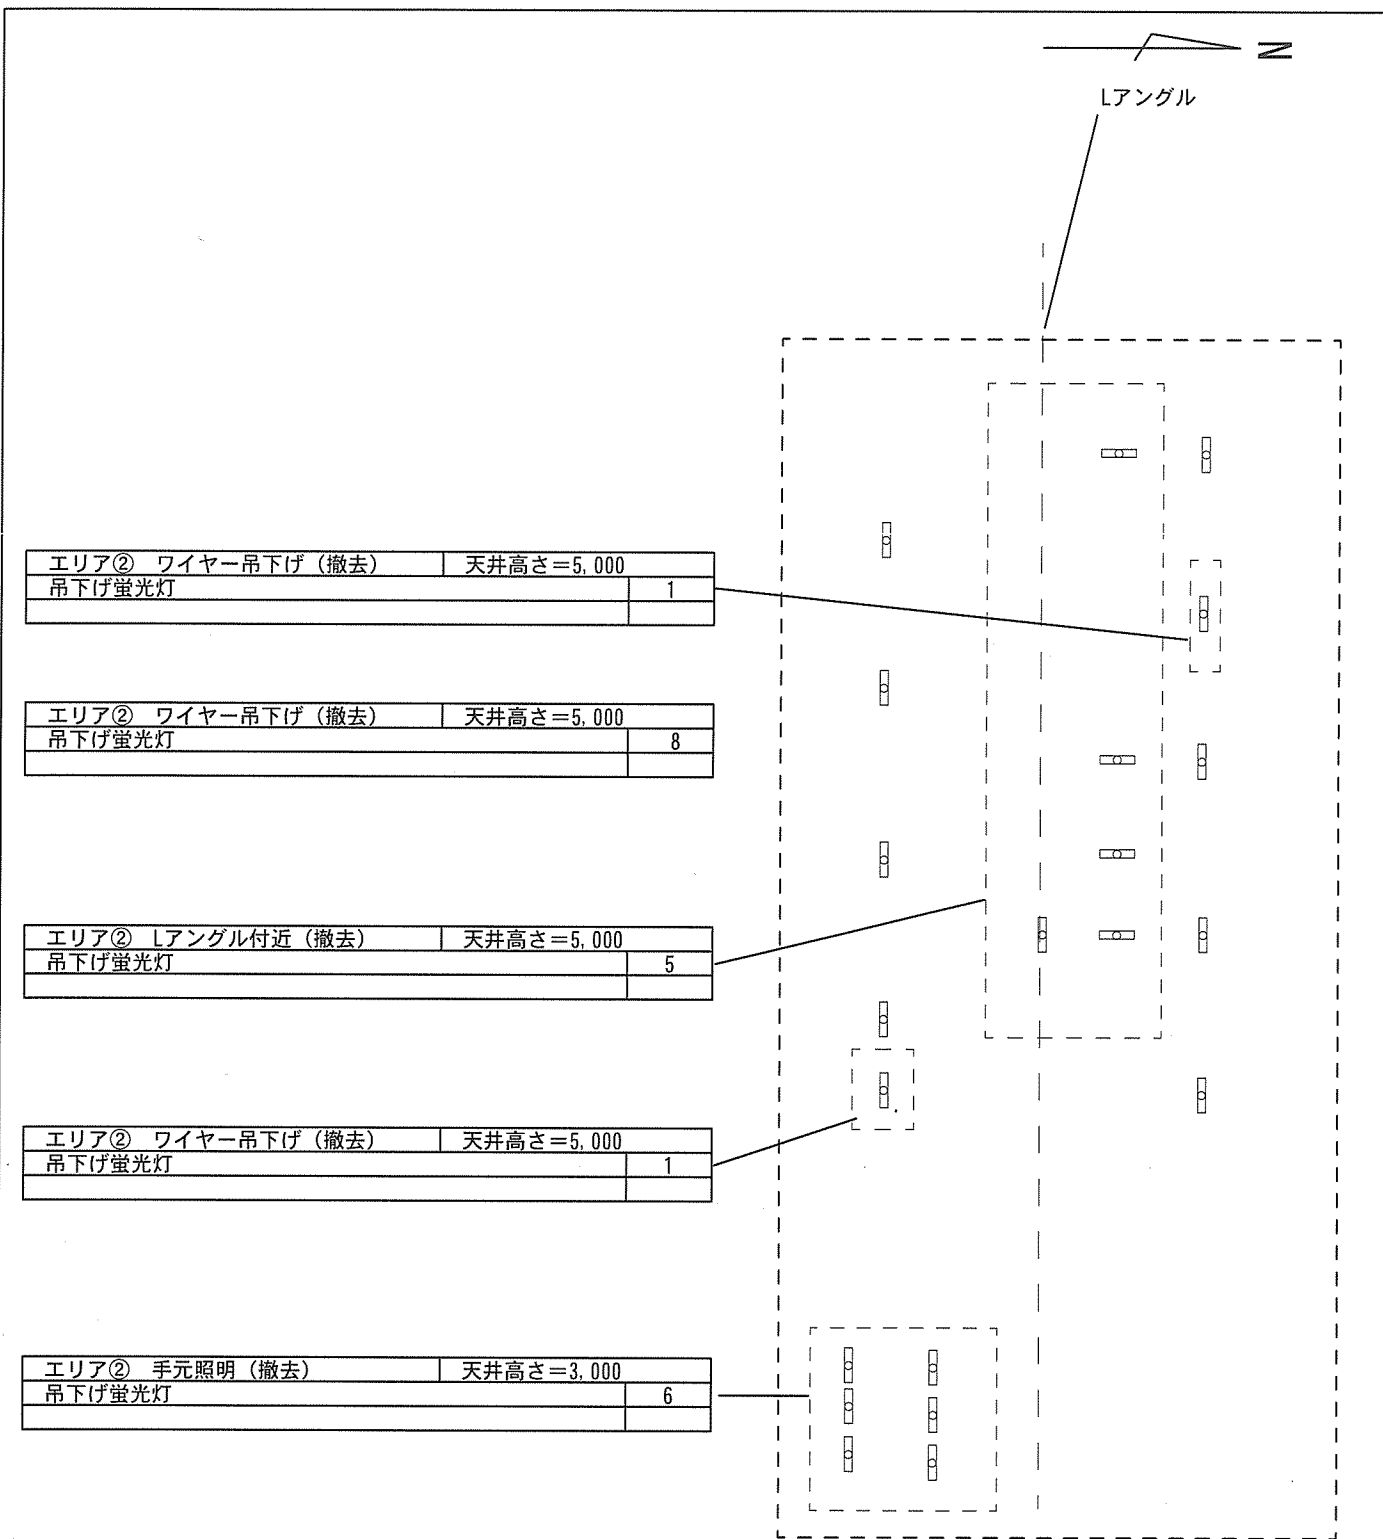 N
Lアングル
エリア② ワイヤー吊下げ（撤去） 天井高さ＝5,000
吊下げ蛍光灯 1
エリア② ワイヤー吊下げ（撤去） 天井高さ＝5,000
吊下げ蛍光灯 8
エリア② Lアングル付近（撤去） 天井高さ＝5,000
吊下げ蛍光灯 5
エリア② ワイヤー吊下げ（撤去） 天井高さ＝5,000
吊下げ蛍光灯 1
エリア② 手元照明（撤去） 天井高さ＝3,000
吊下げ蛍光灯 6